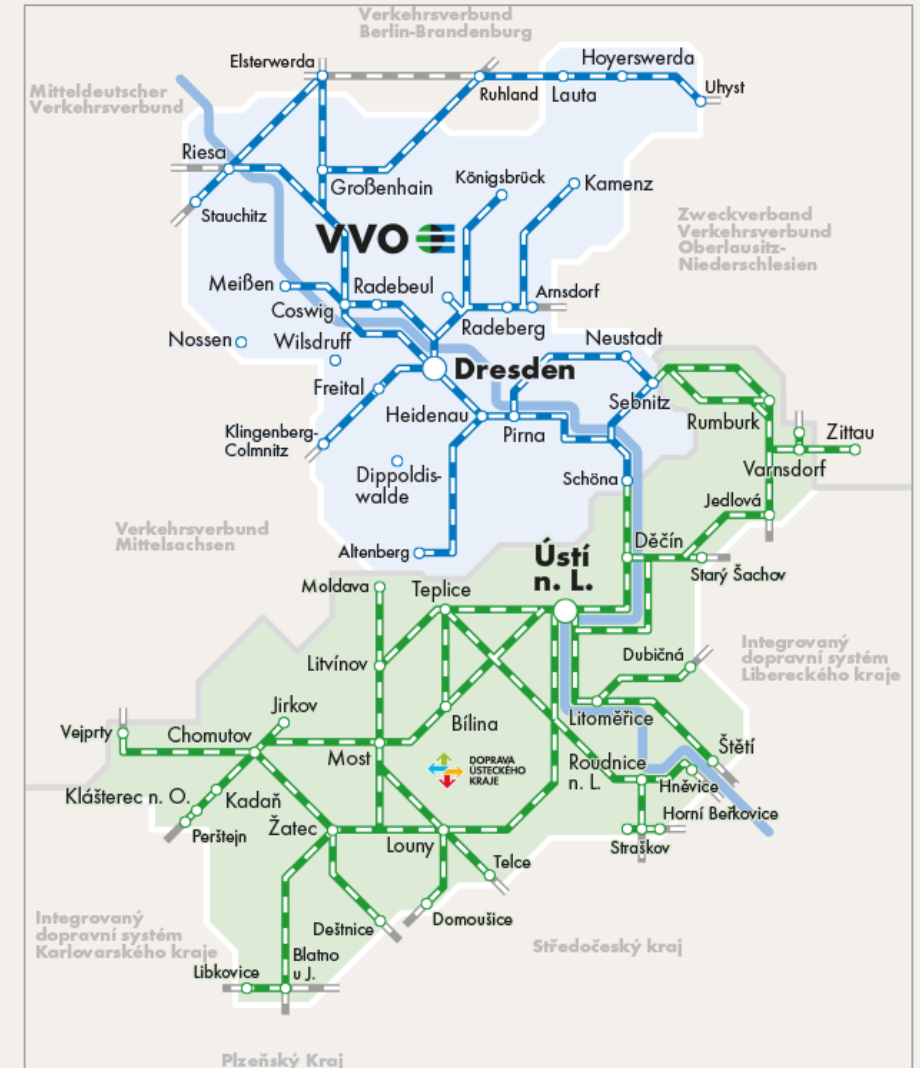 Verkehrsverbund
Berlin-Brandenburg
Elsterwerda
Hoyerswerda
Mitteldeutscher
Verkehrsverbund
Ruhland
Lauta
Uhyst
Riesa
Großenhain
Königsbrück
Kamenz
Stauchitz
Zweckverband
Verkehrsverbund
Oberlausitz-
Niederschlesien
VVO
Meißen
Radebeul
Arnsdorf
Coswig
Radeberg
Nossen
Wilsdruff
Neustadt
Dresden
Freital
Sebnitz
Heidenau
Rumburk
Klingenberg-
Colmnitz
Pirna
Zittau
Varnsdorf
Dippoldis-
walde
Schöna
Jedlová
Verkehrsverbund
Mittelsachsen
Altenberg
Děčín
Ústí
n. L.
Starý Šachov
Moldava
Teplice
Integrovaný
dopravní systém
Libereckého kraje
Dubičná
Litvínov
Jirkov
Bílina
Litoměřice
Vejprty
Chomutov
Štětí
Most
DOPRAVA
ÚSTECKÉHO
KRAJE
Roudnice
n. L.
Hněvice
Klášterec n. O.
Kadaň
Horní Beřkovice
Perštejn
Žatec
Louny
Straškov
Telce
Integrovaný
dopravní systém
Karlovarského kraje
Deštnice
Domoušice
Středočeský kraj
Blatno
u J.
Libkovice
Plzeňský Kraj